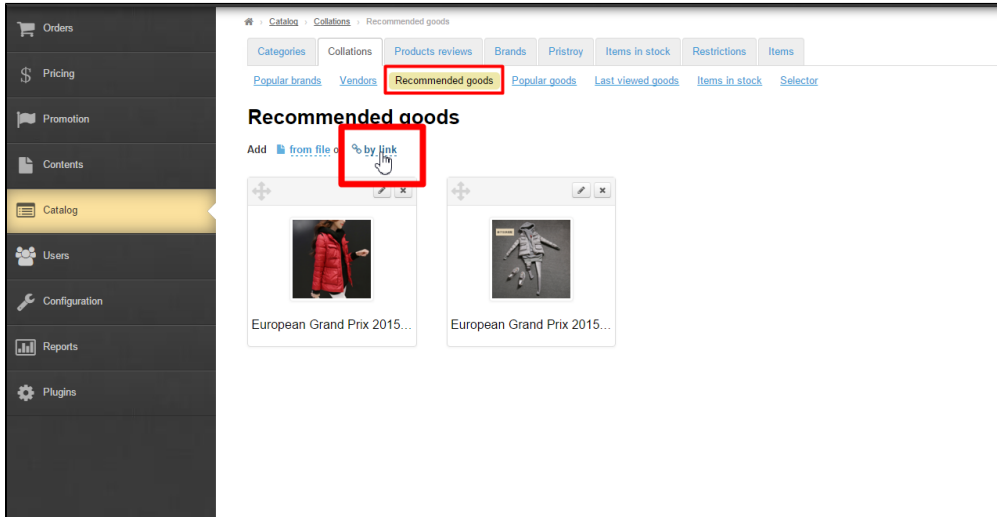 Orders
Pricing
Promotion
Contents
Catalog
Users
Configuration
Reports
Plugins
Catalog Collations Recommended goods
Categories Collations Products reviews Brands Pristroy Items in stock Restrictions Items
Popular brands Vendors Recommended goods Popular goods Last viewed goods Items in stock Selector
Recommended goods
Add from file o by link
European Grand Prix 2015...
European Grand Prix 2015...